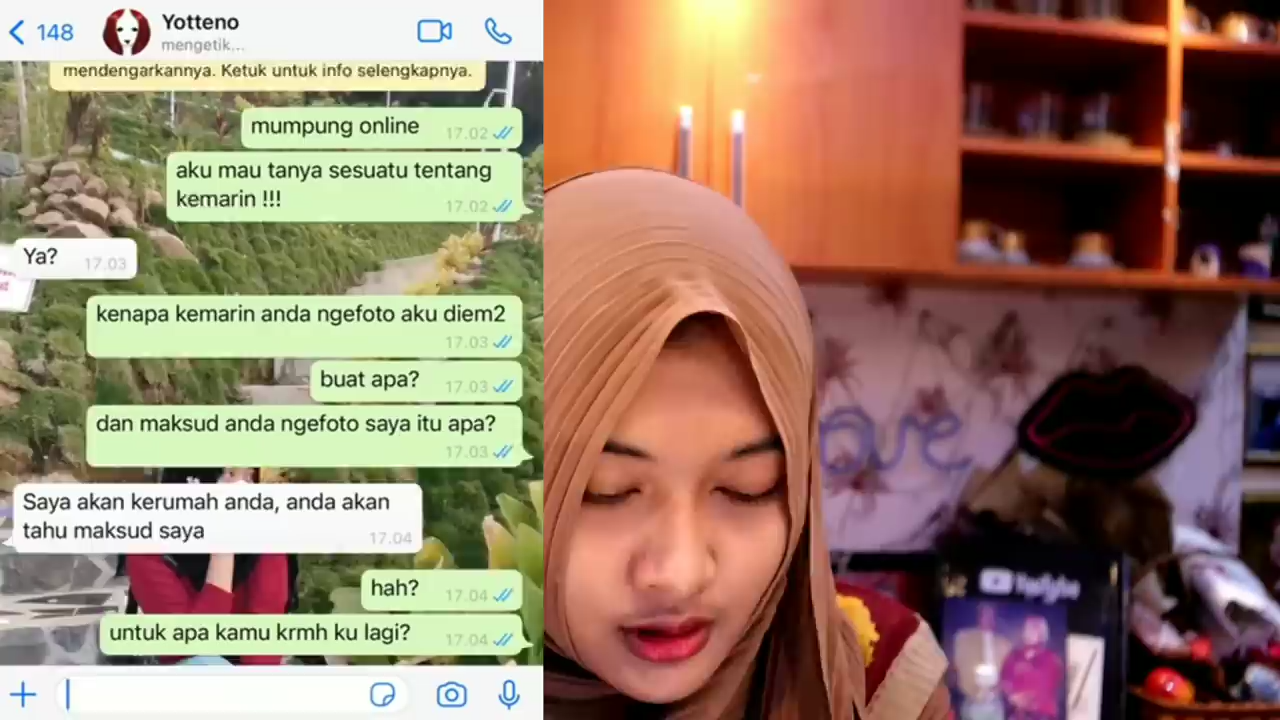 148
Yotteno
mengetik...
mendengarkannya. Ketuk untuk info selengkapnya.
mumpung online
17.02
aku mau tanya sesuatu tentang
kemarin !!!
17.02
Ya?
17.03
kenapa kemarin anda ngefoto aku diem2
17.03
buat apa?
17.03
dan maksud anda ngefoto saya itu apa?
17.03
Saya akan kerumah anda, anda akan
tahu maksud saya
17.04
hah?
17.04
untuk apa kamu krmh ku lagi?
17.04
ove